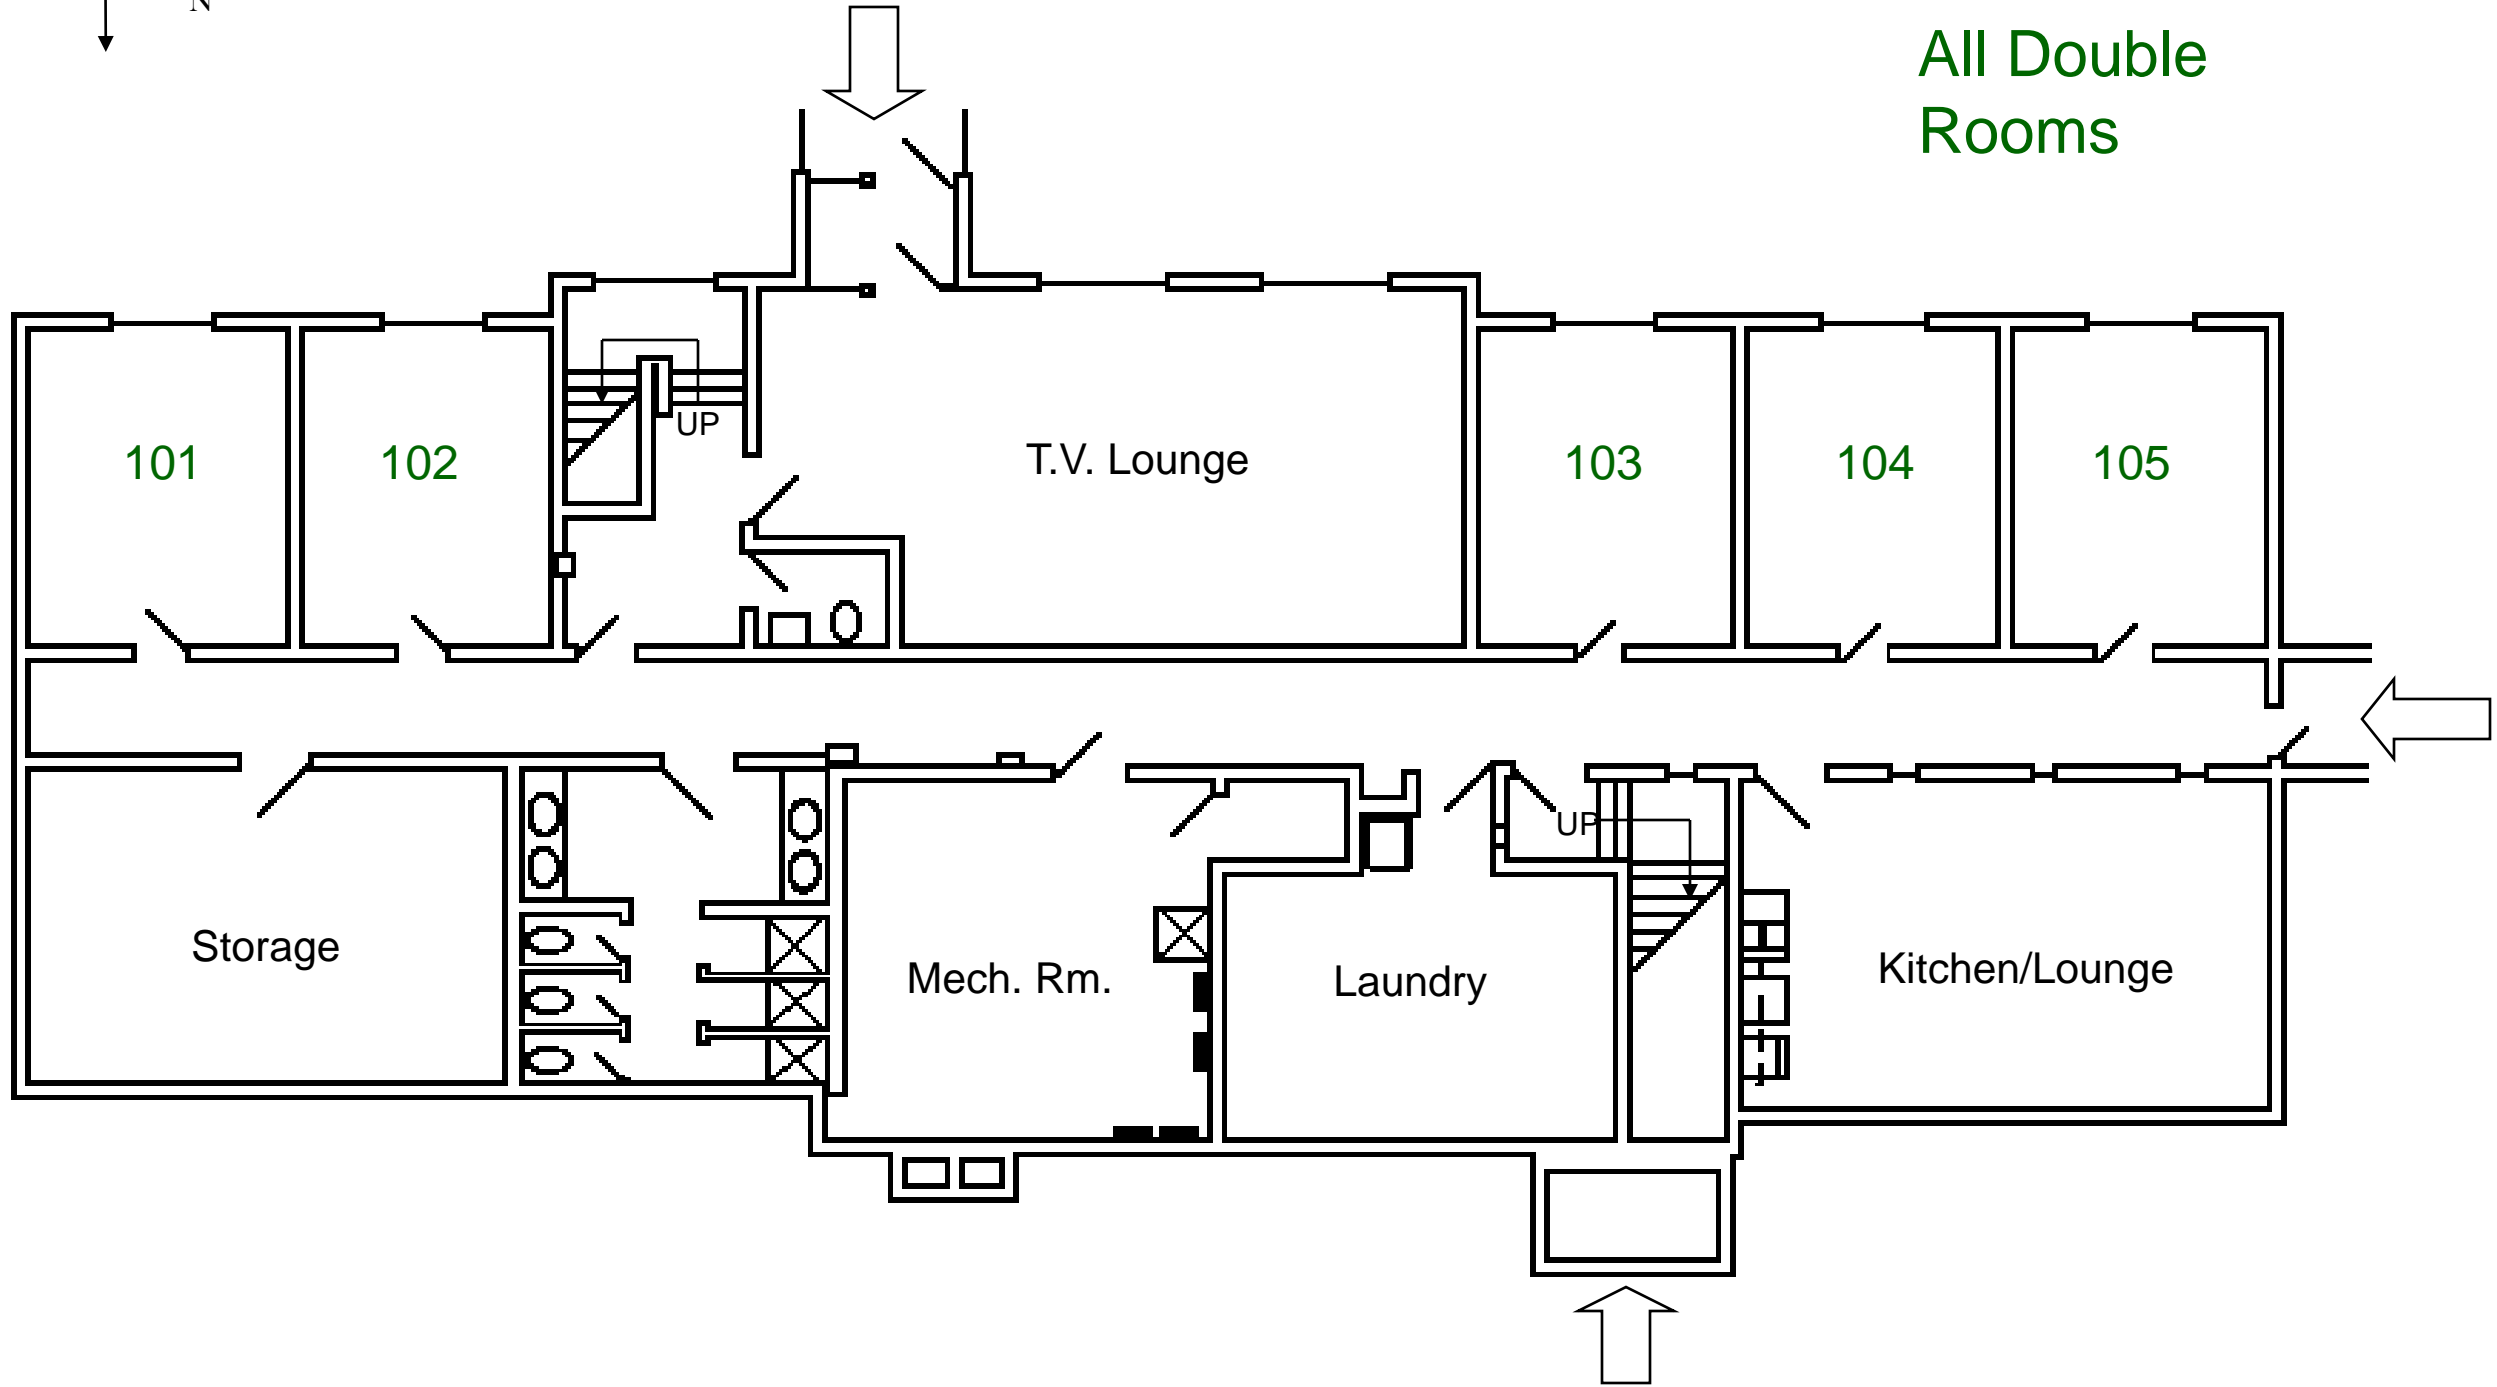 N
All Double
Rooms
UP
101
102
T.V. Lounge
103
104
105
UP
Storage
Mech. Rm.
Laundry
Kitchen/Lounge